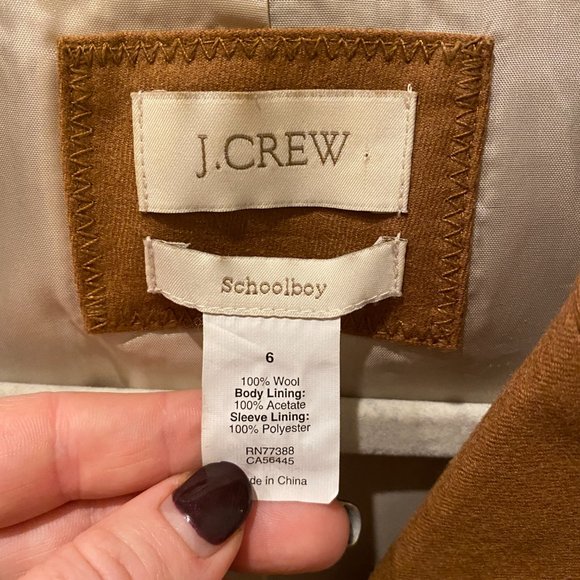 J.CREW
Schoolboy
6
100% Wool
Body Lining:
100% Acetate
Sleeve Lining:
100% Polyester
RN77388
CA56445
de in China